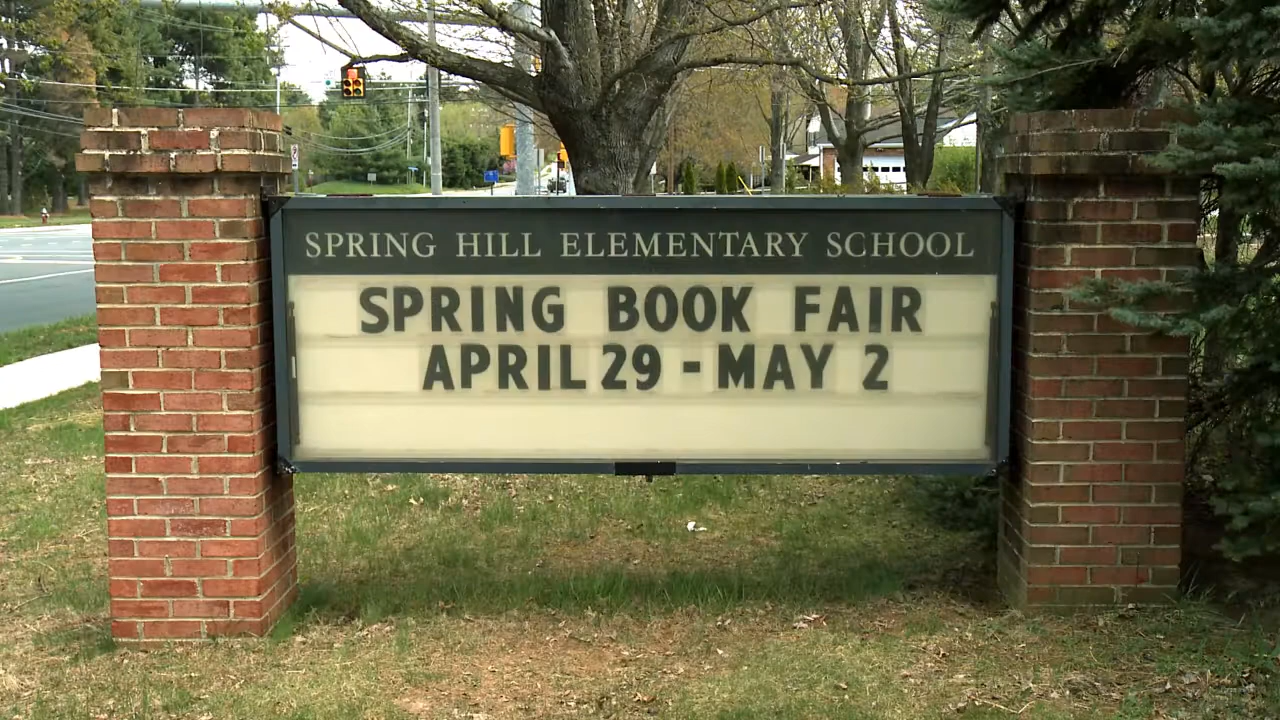 SPRING HILL ELEMENTARY SCHOOL
SPRING BOOK FAIR
APRIL 29 - MAY 2